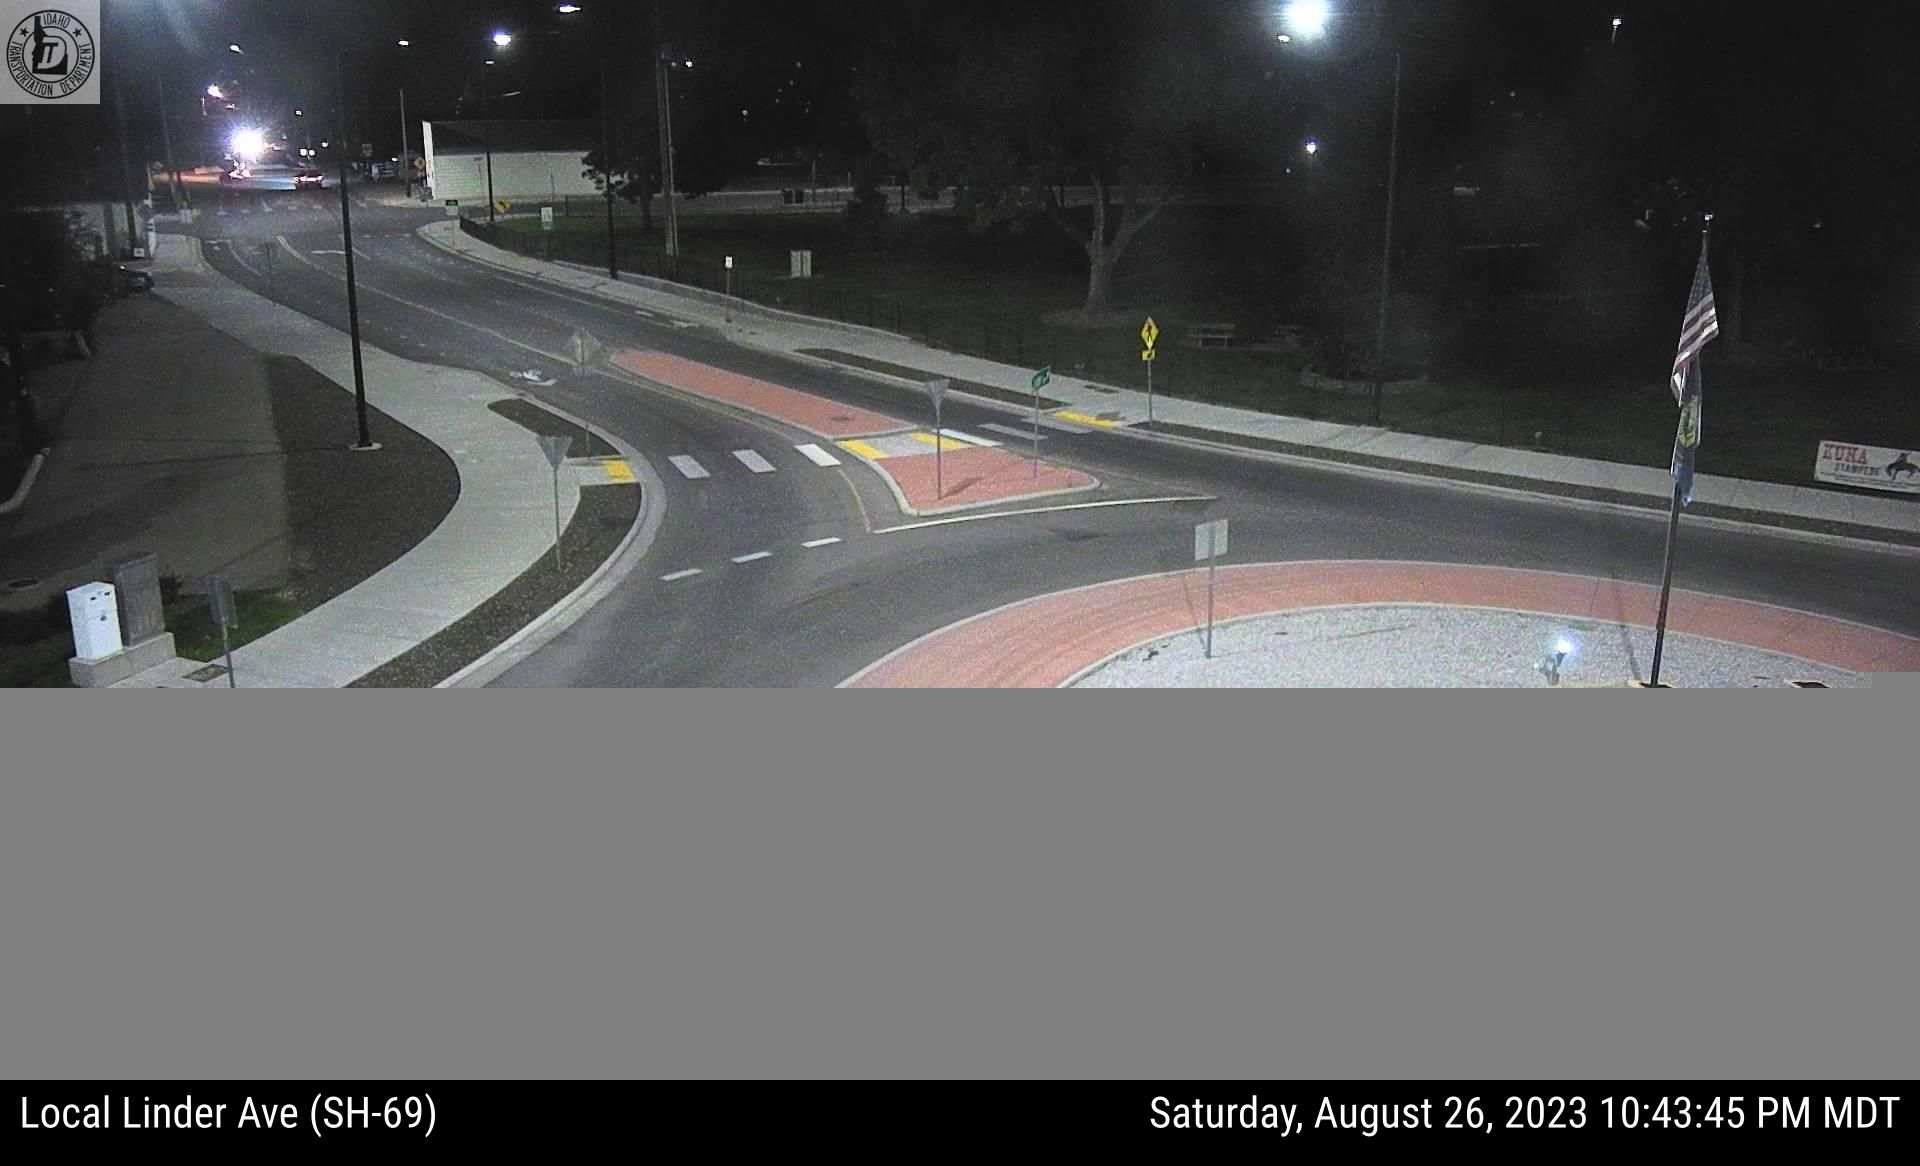 IDAHO
TRANSPORTATION DEPARTMENT
KUNA
STAMPEDE
Local Linder Ave (SH-69)
Saturday, August 26, 2023 10:43:45 PM MDT